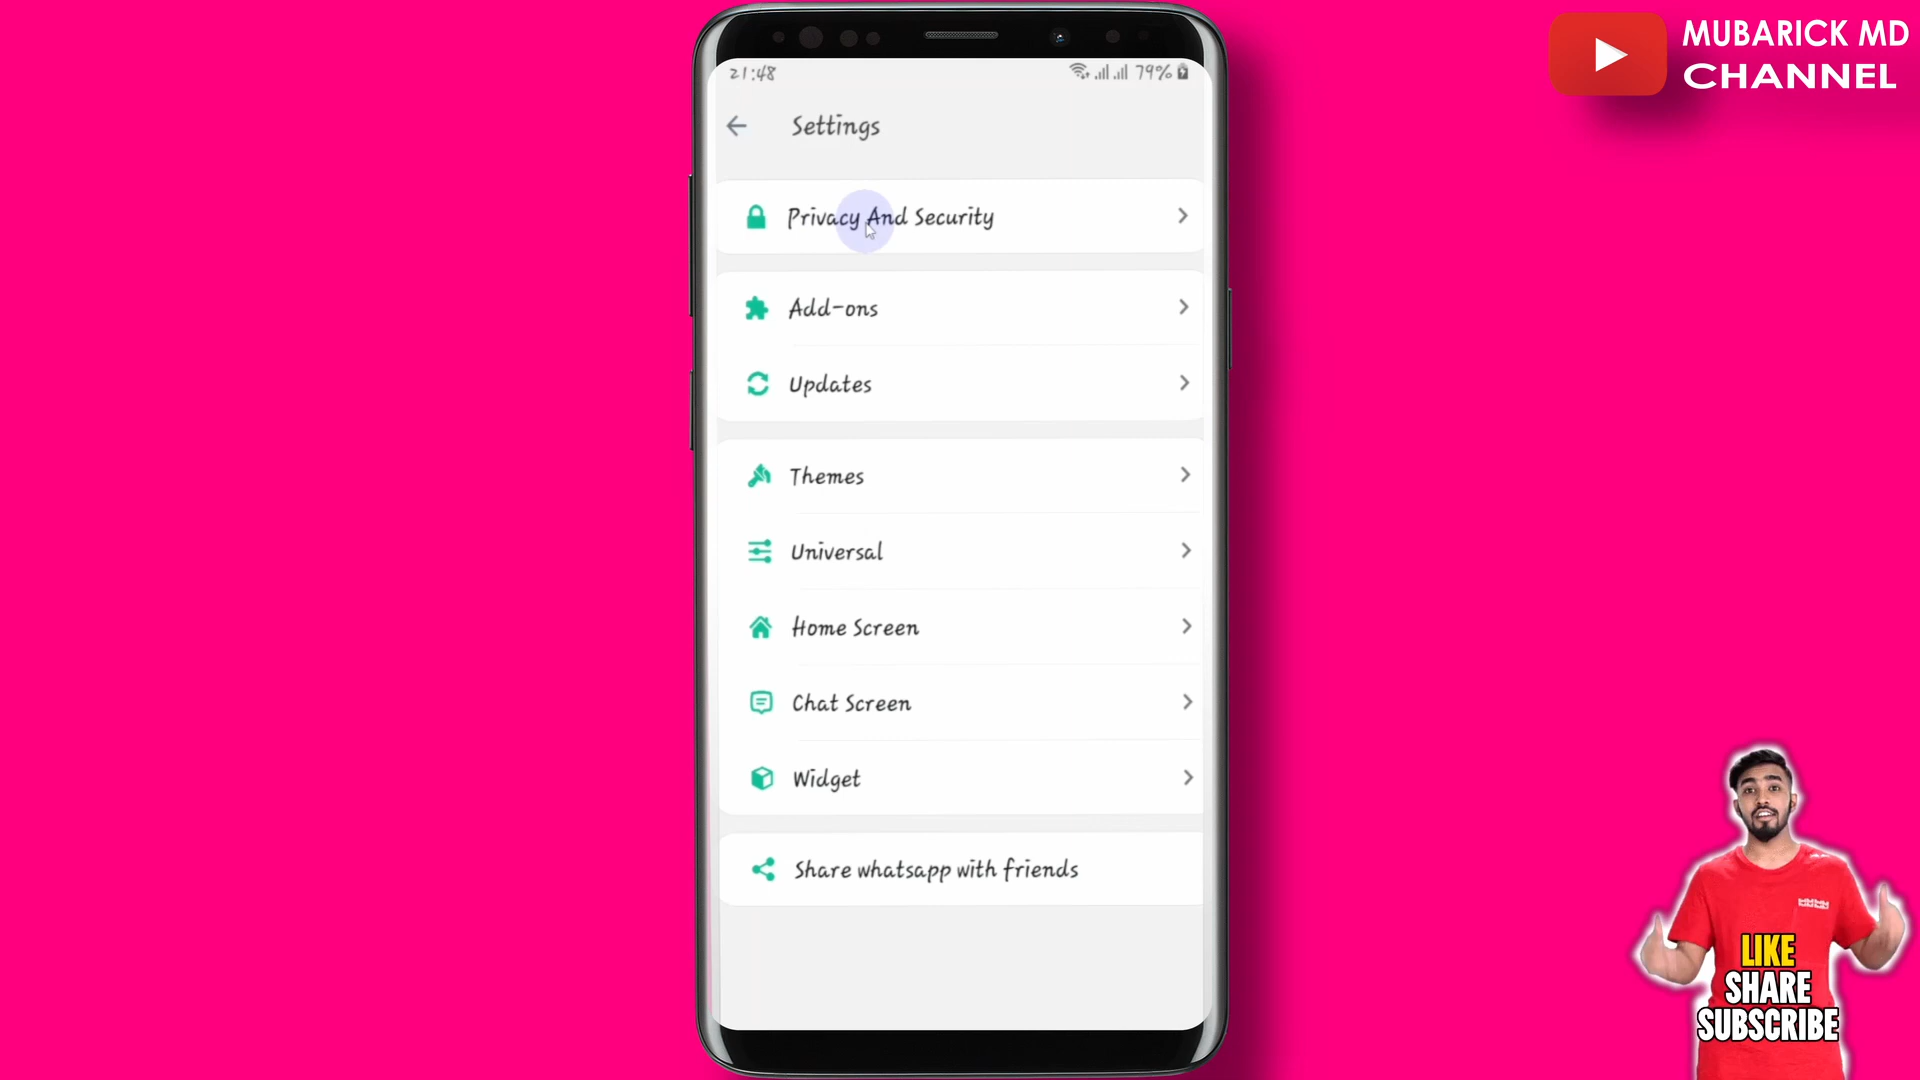 MUBARICK MD
CHANNEL
21:48
79%
Settings
Privacy And Security
Add-ons
Updates
Themes
Universal
Home Screen
Chat Screen
Widget
Share whatsapp with friends
LIKE
SHARE
SUBSCRIBE